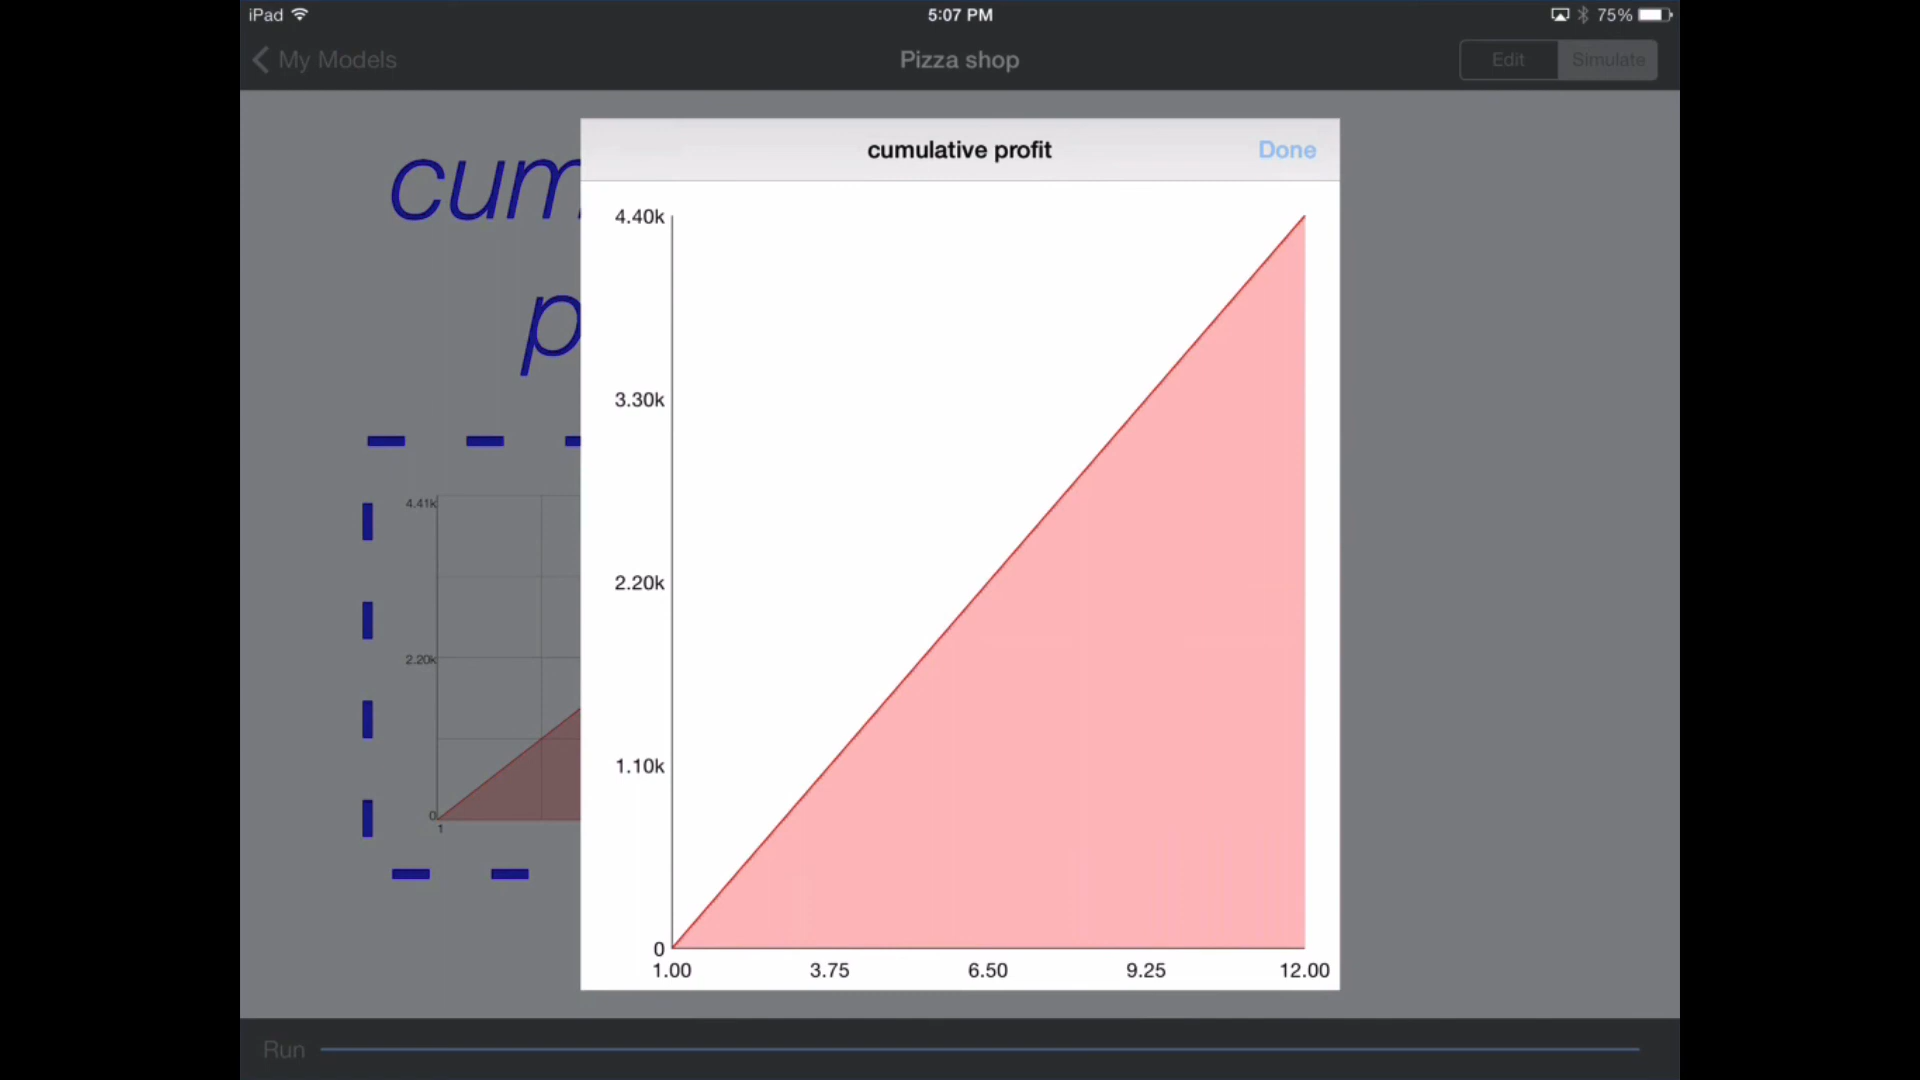 iPad 5:07 PM 75%
My Models Pizza shop Edit Simulate
cumulative profit Done
cum
p
4.40k
3.30k
2.20k
1.10k
0
1.00 3.75 6.50 9.25 12.00
4.41k
2.20k
0
1
Run